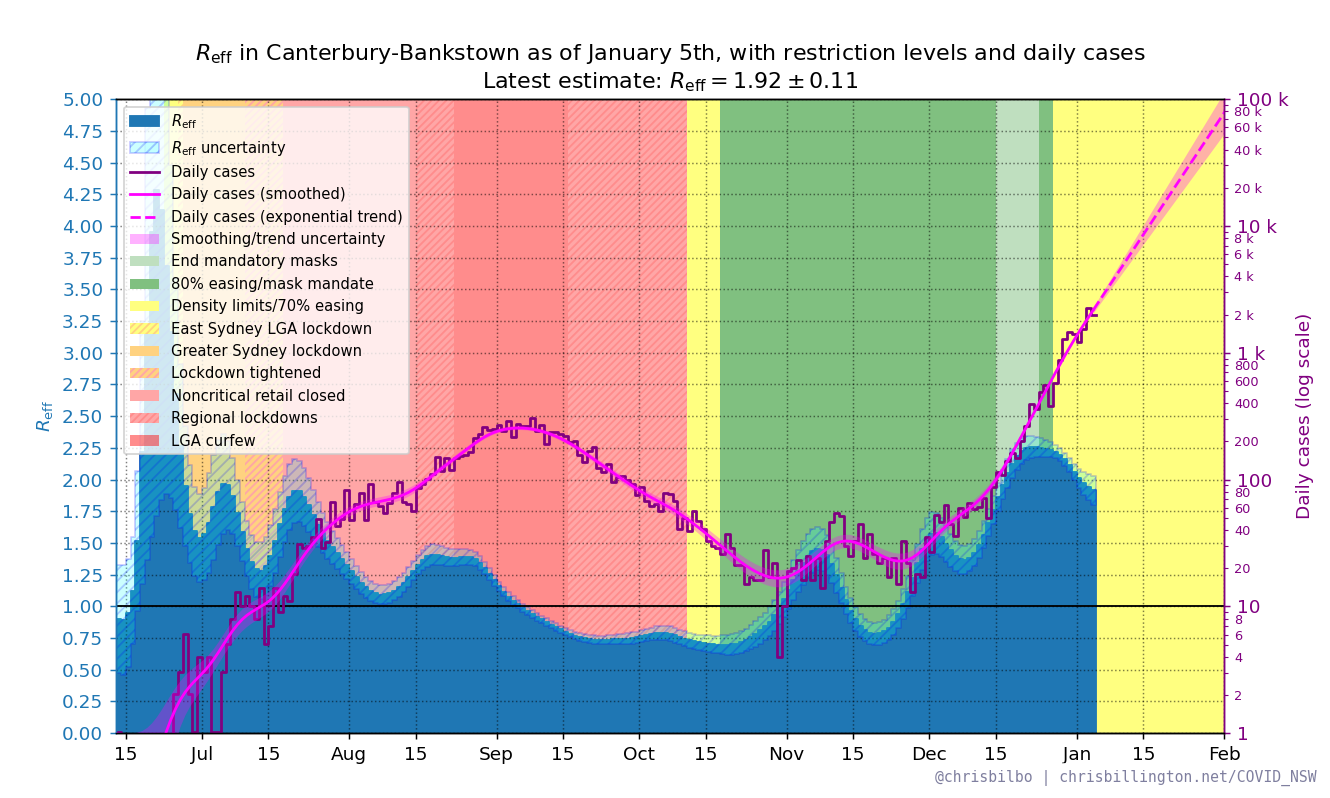 R_eff in Canterbury-Bankstown as of January 5th, with restriction levels and daily cases
Latest estimate: R_eff = 1.92 ± 0.11
R_eff
R_eff uncertainty
Daily cases
Daily cases (smoothed)
Daily cases (exponential trend)
Smoothing/trend uncertainty
End mandatory masks
80% easing/mask mandate
Density limits/70% easing
East Sydney LGA lockdown
Greater Sydney lockdown
Lockdown tightened
Noncritical retail closed
Regional lockdowns
LGA curfew
R_eff
5.00
4.75
4.50
4.25
4.00
3.75
3.50
3.25
3.00
2.75
2.50
2.25
2.00
1.75
1.50
1.25
1.00
0.75
0.50
0.25
0.00
100 k
80 k
60 k
40 k
20 k
10 k
8 k
6 k
4 k
2 k
1 k
800
600
400
200
100
80
60
40
20
10
8
6
4
2
1
Daily cases (log scale)
15 Jul 15 Aug 15 Sep 15 Oct 15 Nov 15 Dec 15 Jan 15 Feb
@chrisbilbo | chrisbillington.net/COVID_NSW